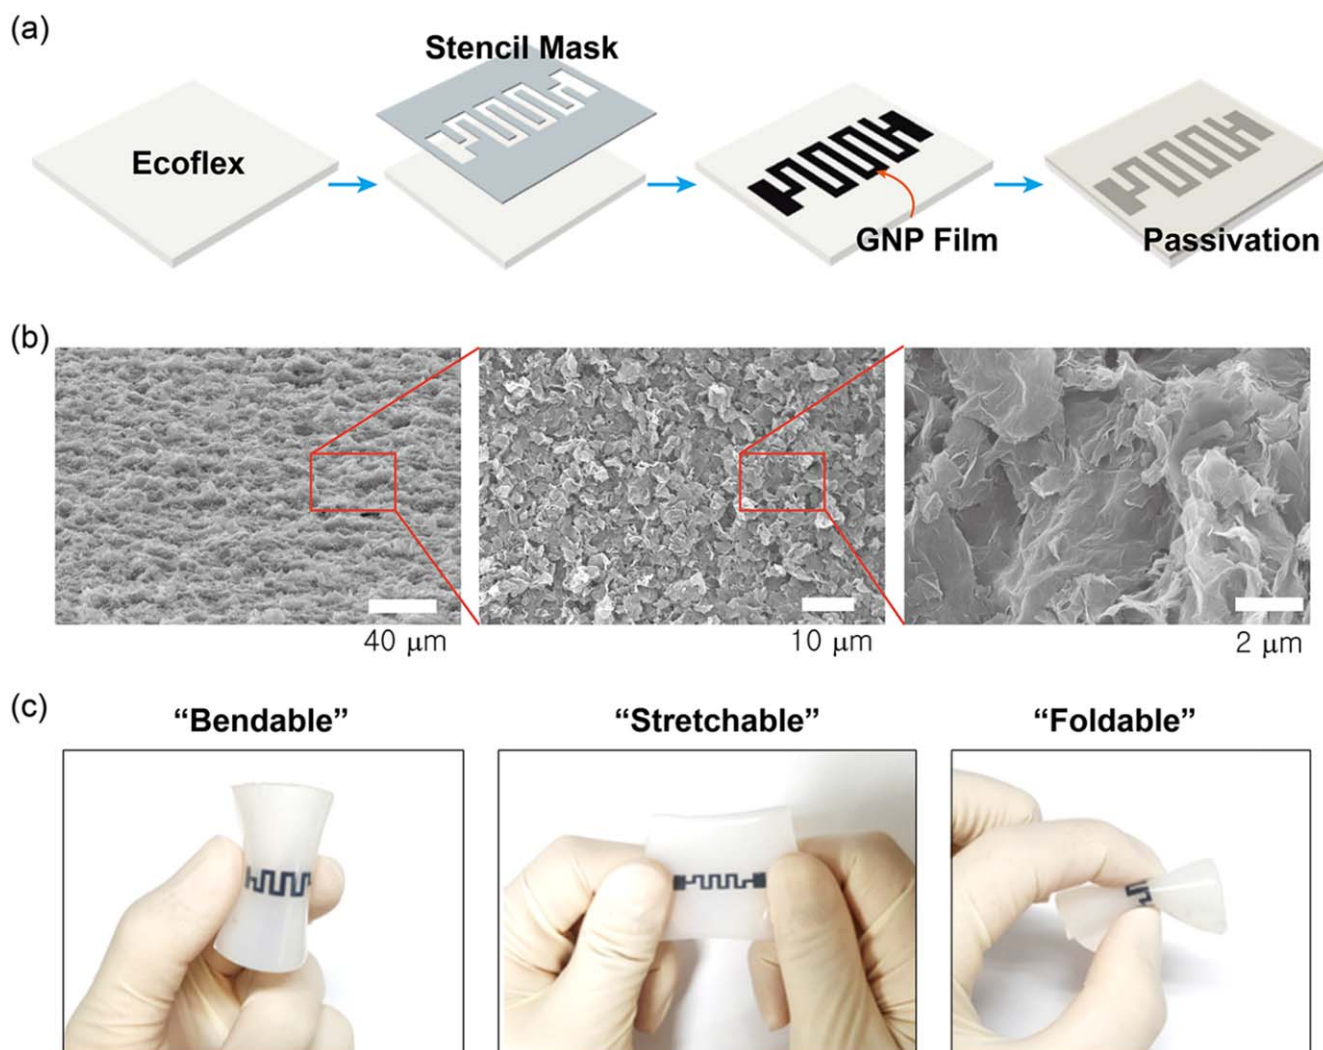 (a)
Stencil Mask
Ecoflex
GNP Film
Passivation
(b)
40 μm
10 μm
2 μm
(c)
“Bendable”
“Stretchable”
“Foldable”